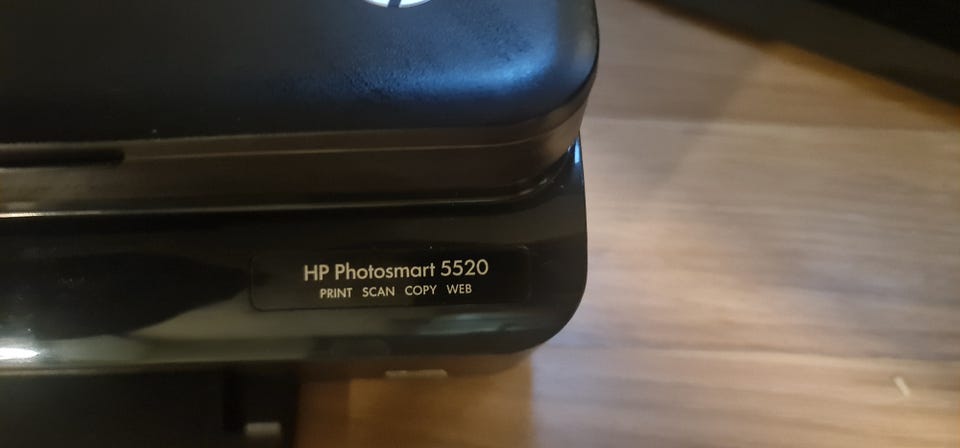 HP Photosmart 5520
PRINT SCAN COPY WEB